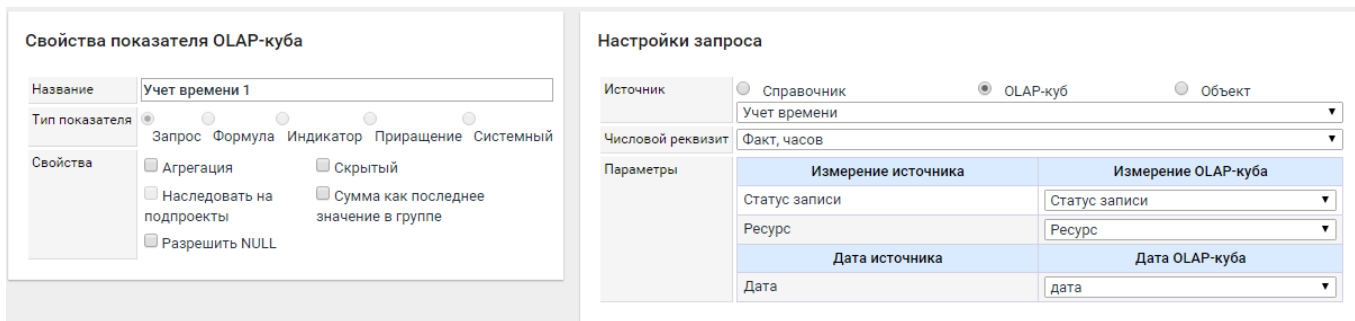 Свойства показателя OLAP-куба
Название
Учет времени 1
Тип показателя
Запрос Формула Индикатор Приращение Системный
Свойства
Агрегация
Скрытый
Наследовать на
подпроекты
Сумма как последнее
значение в группе
Разрешить NULL
Настройки запроса
Источник
Справочник
OLAP-куб
Объект
Учет времени
Числовой реквизит
Факт, часов
Параметры
Измерение источника
Измерение OLAP-куба
Статус записи
Статус записи
Ресурс
Ресурс
Дата источника
Дата OLAP-куба
Дата
дата